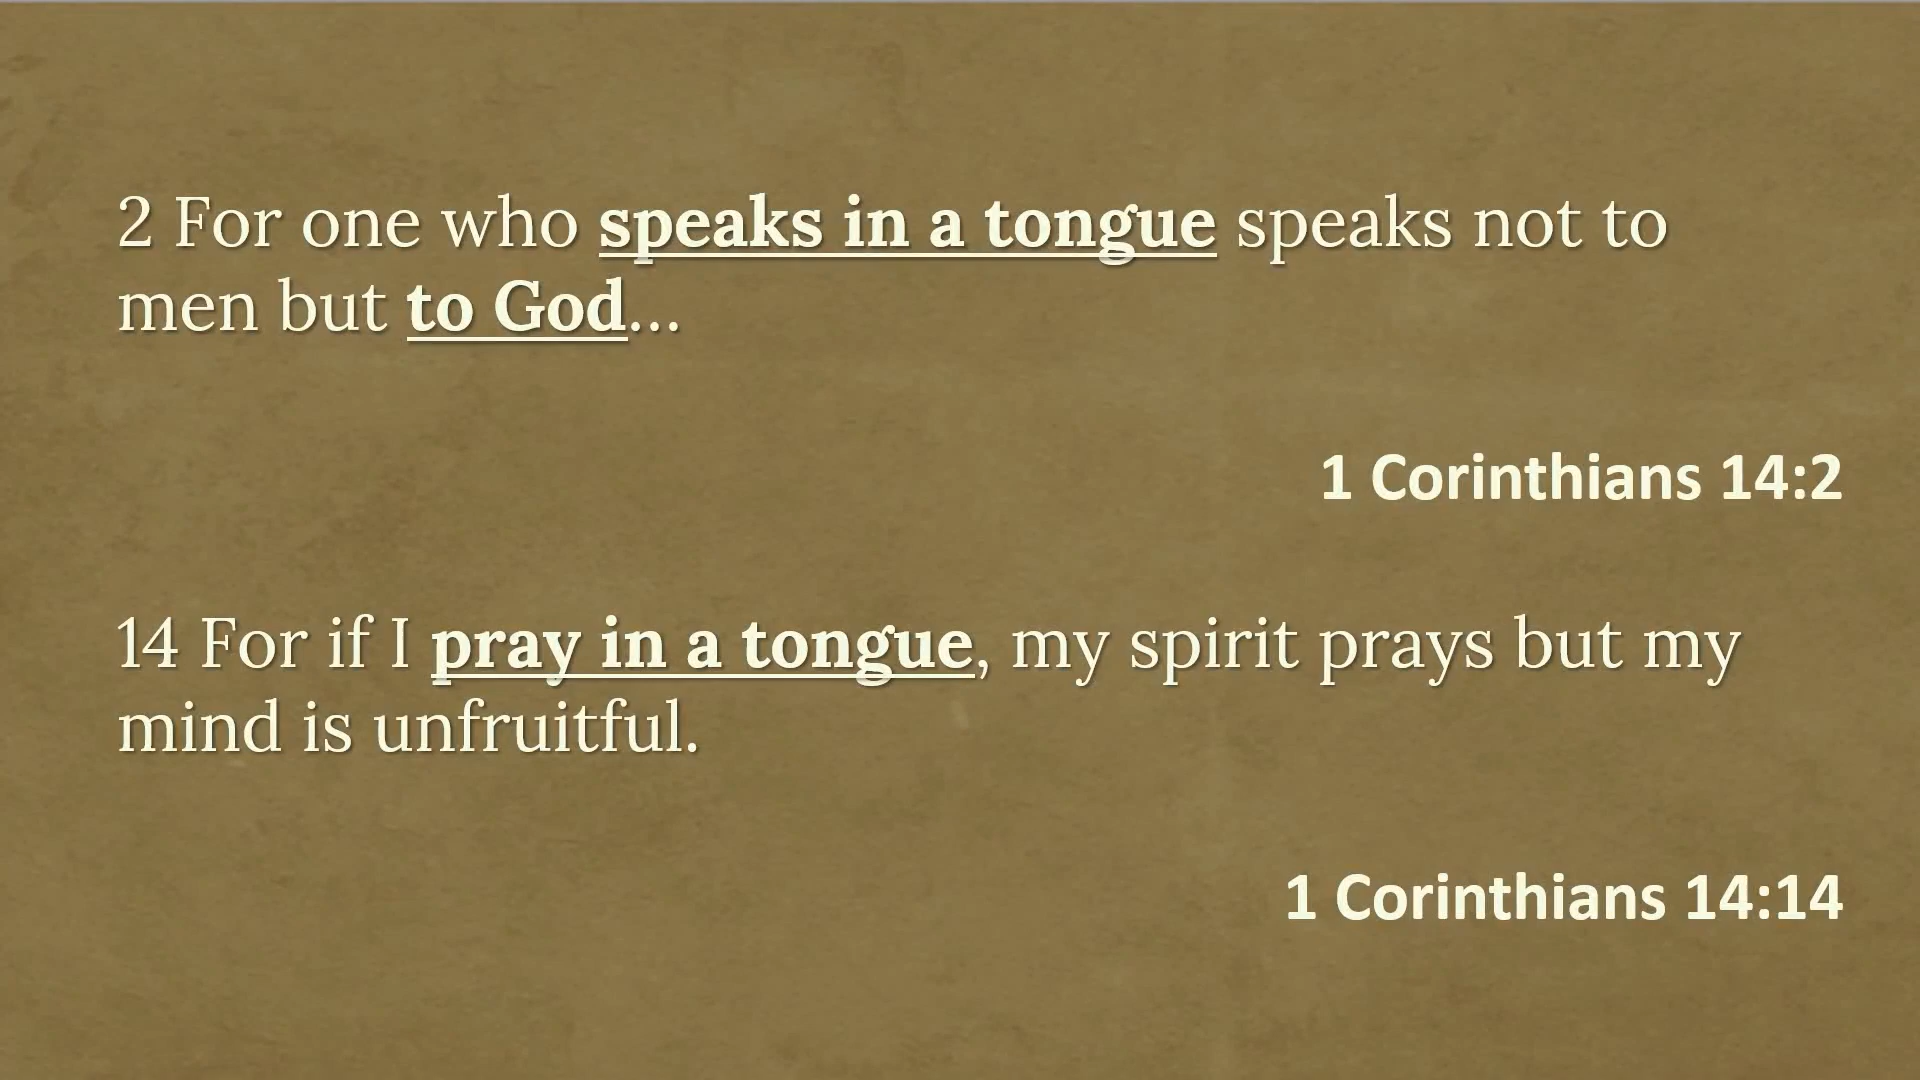 2 For one who speaks in a tongue speaks not to
men but to God...
1 Corinthians 14:2
14 For if I pray in a tongue, my spirit prays but my
mind is unfruitful.
1 Corinthians 14:14